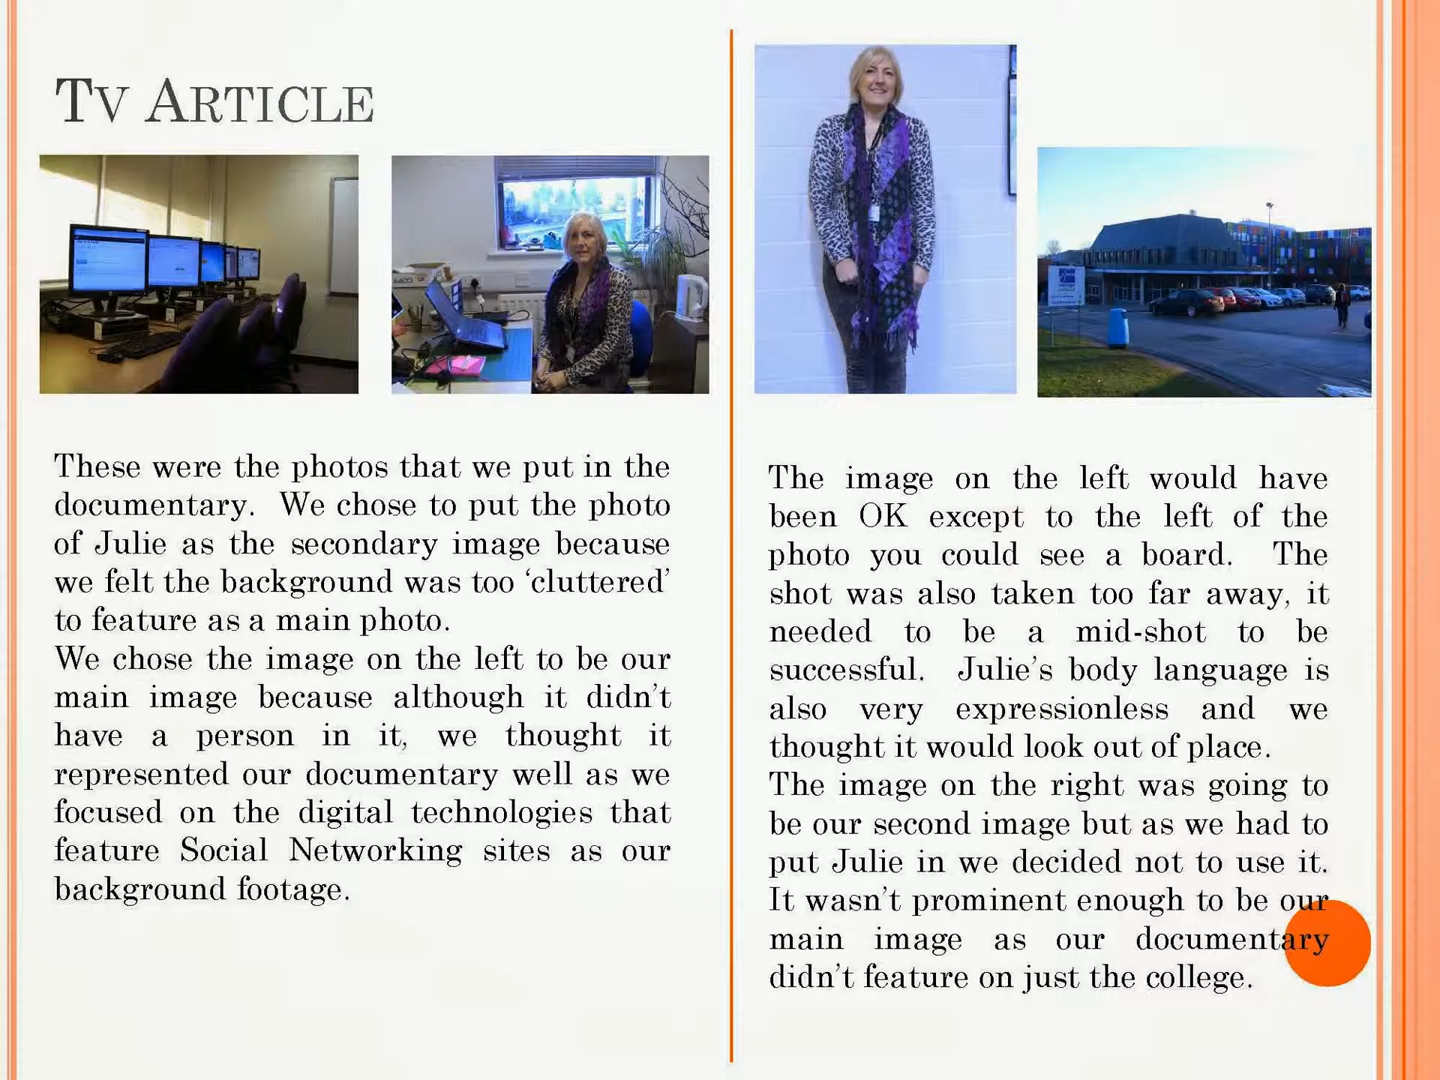 TV ARTICLE
These were the photos that we put in the
documentary. We chose to put the photo
of Julie as the secondary image because
we felt the background was too ‘cluttered’
to feature as a main photo.
We chose the image on the left to be our
main image because although it didn’t
have a person in it, we thought it
represented our documentary well as we
focused on the digital technologies that
feature Social Networking sites as our
background footage.
The image on the left would have
been OK except to the left of the
photo you could see a board. The
shot was also taken too far away, it
needed to be a mid-shot to be
successful. Julie’s body language is
also very expressionless and we
thought it would look out of place.
The image on the right was going to
be our second image but as we had to
put Julie in we decided not to use it.
It wasn’t prominent enough to be our
main image as our documentary
didn’t feature on just the college.